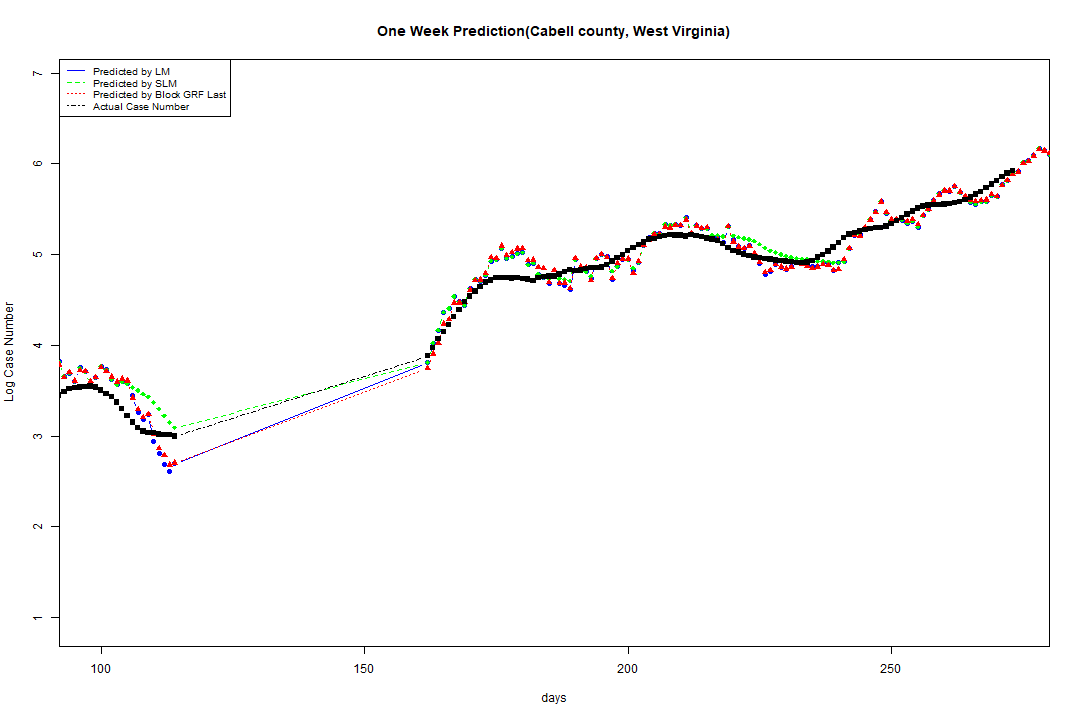 One Week Prediction(Cabell county, West Virginia)
Predicted by LM
Predicted by SLM
Predicted by Block GRF Last
Actual Case Number
7
6
5
4
3
2
1
Log Case Number
100 150 200 250
days